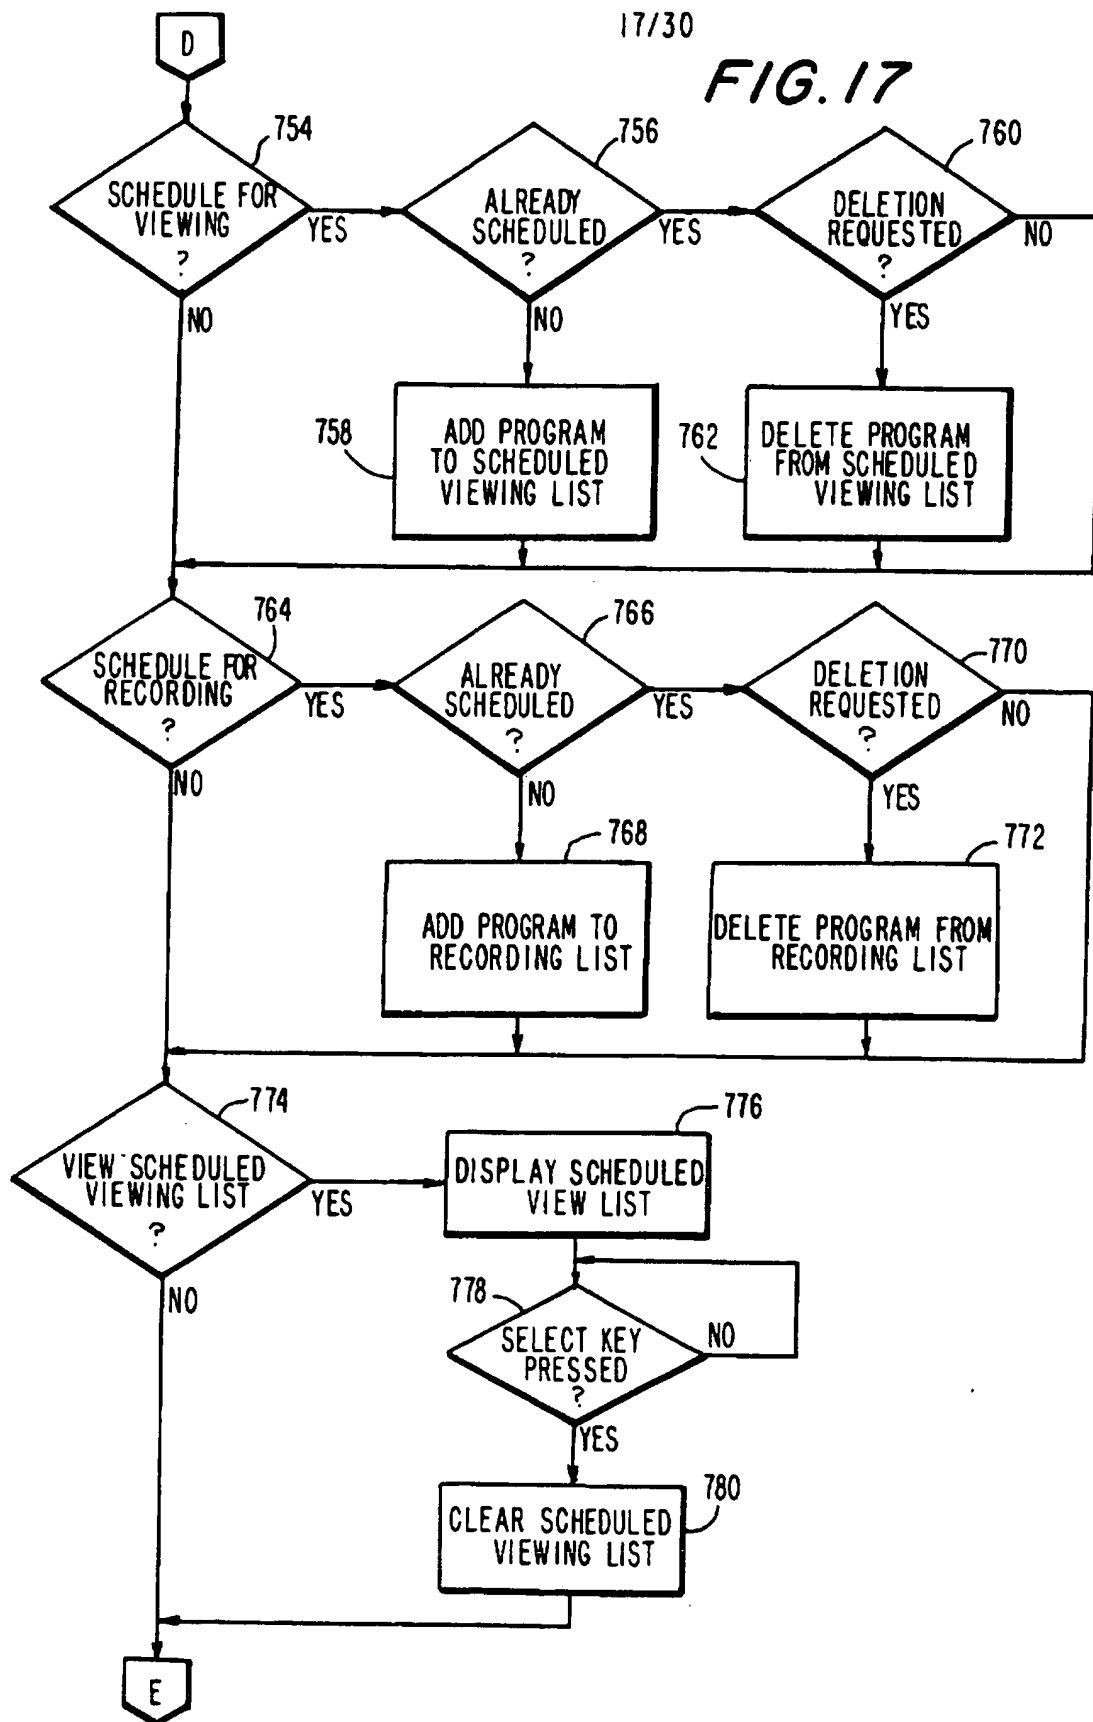 17/30
FIG. 17
D
754
SCHEDULE FOR
VIEWING
?
YES
NO
756
ALREADY
SCHEDULED
?
YES
NO
760
DELETION
REQUESTED
?
NO
YES
758
ADD PROGRAM
TO SCHEDULED
VIEWING LIST
762
DELETE PROGRAM
FROM SCHEDULED
VIEWING LIST
764
SCHEDULE FOR
RECORDING
?
YES
NO
766
ALREADY
SCHEDULED
?
YES
NO
770
DELETION
REQUESTED
?
NO
YES
768
ADD PROGRAM TO
RECORDING LIST
772
DELETE PROGRAM FROM
RECORDING LIST
774
VIEW SCHEDULED
VIEWING LIST
?
YES
NO
776
DISPLAY SCHEDULED
VIEW LIST
778
SELECT KEY
PRESSED
?
NO
YES
780
CLEAR SCHEDULED
VIEWING LIST
E